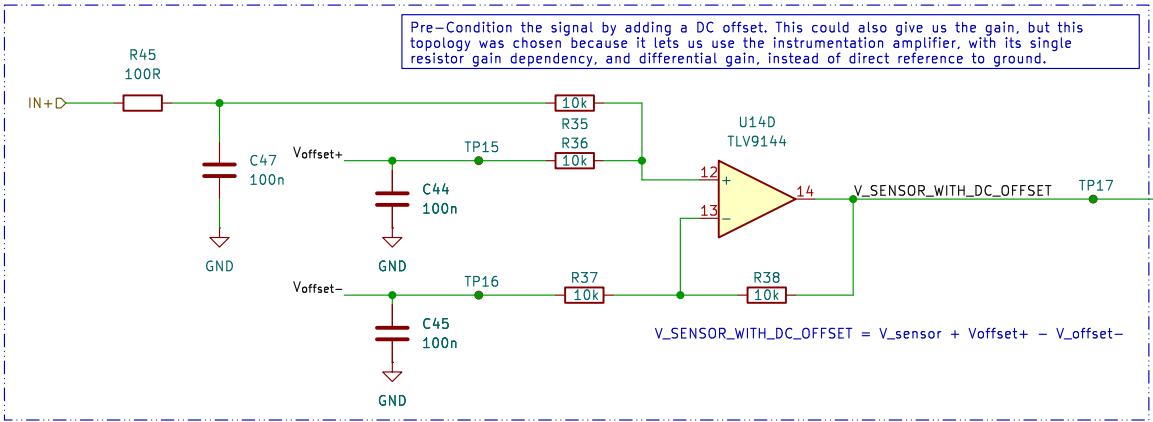 Pre-Condition the signal by adding a DC offset. This could also give us the gain, but this
topology was chosen because it lets us use the instrumentation amplifier, with its single
resistor gain dependency, and differential gain, instead of direct reference to ground.
R45
100R
IN+
10k
R35
R36
10k
Voffset+
TP15
C47
100n
C44
100n
GND
GND
U14D
TLV9144
12
+
13
-
14
V_SENSOR_WITH_DC_OFFSET
TP17
Voffset-
TP16
R37
10k
R38
10k
C45
100n
GND
V_SENSOR_WITH_DC_OFFSET = V_sensor + Voffset+ - V_offset-